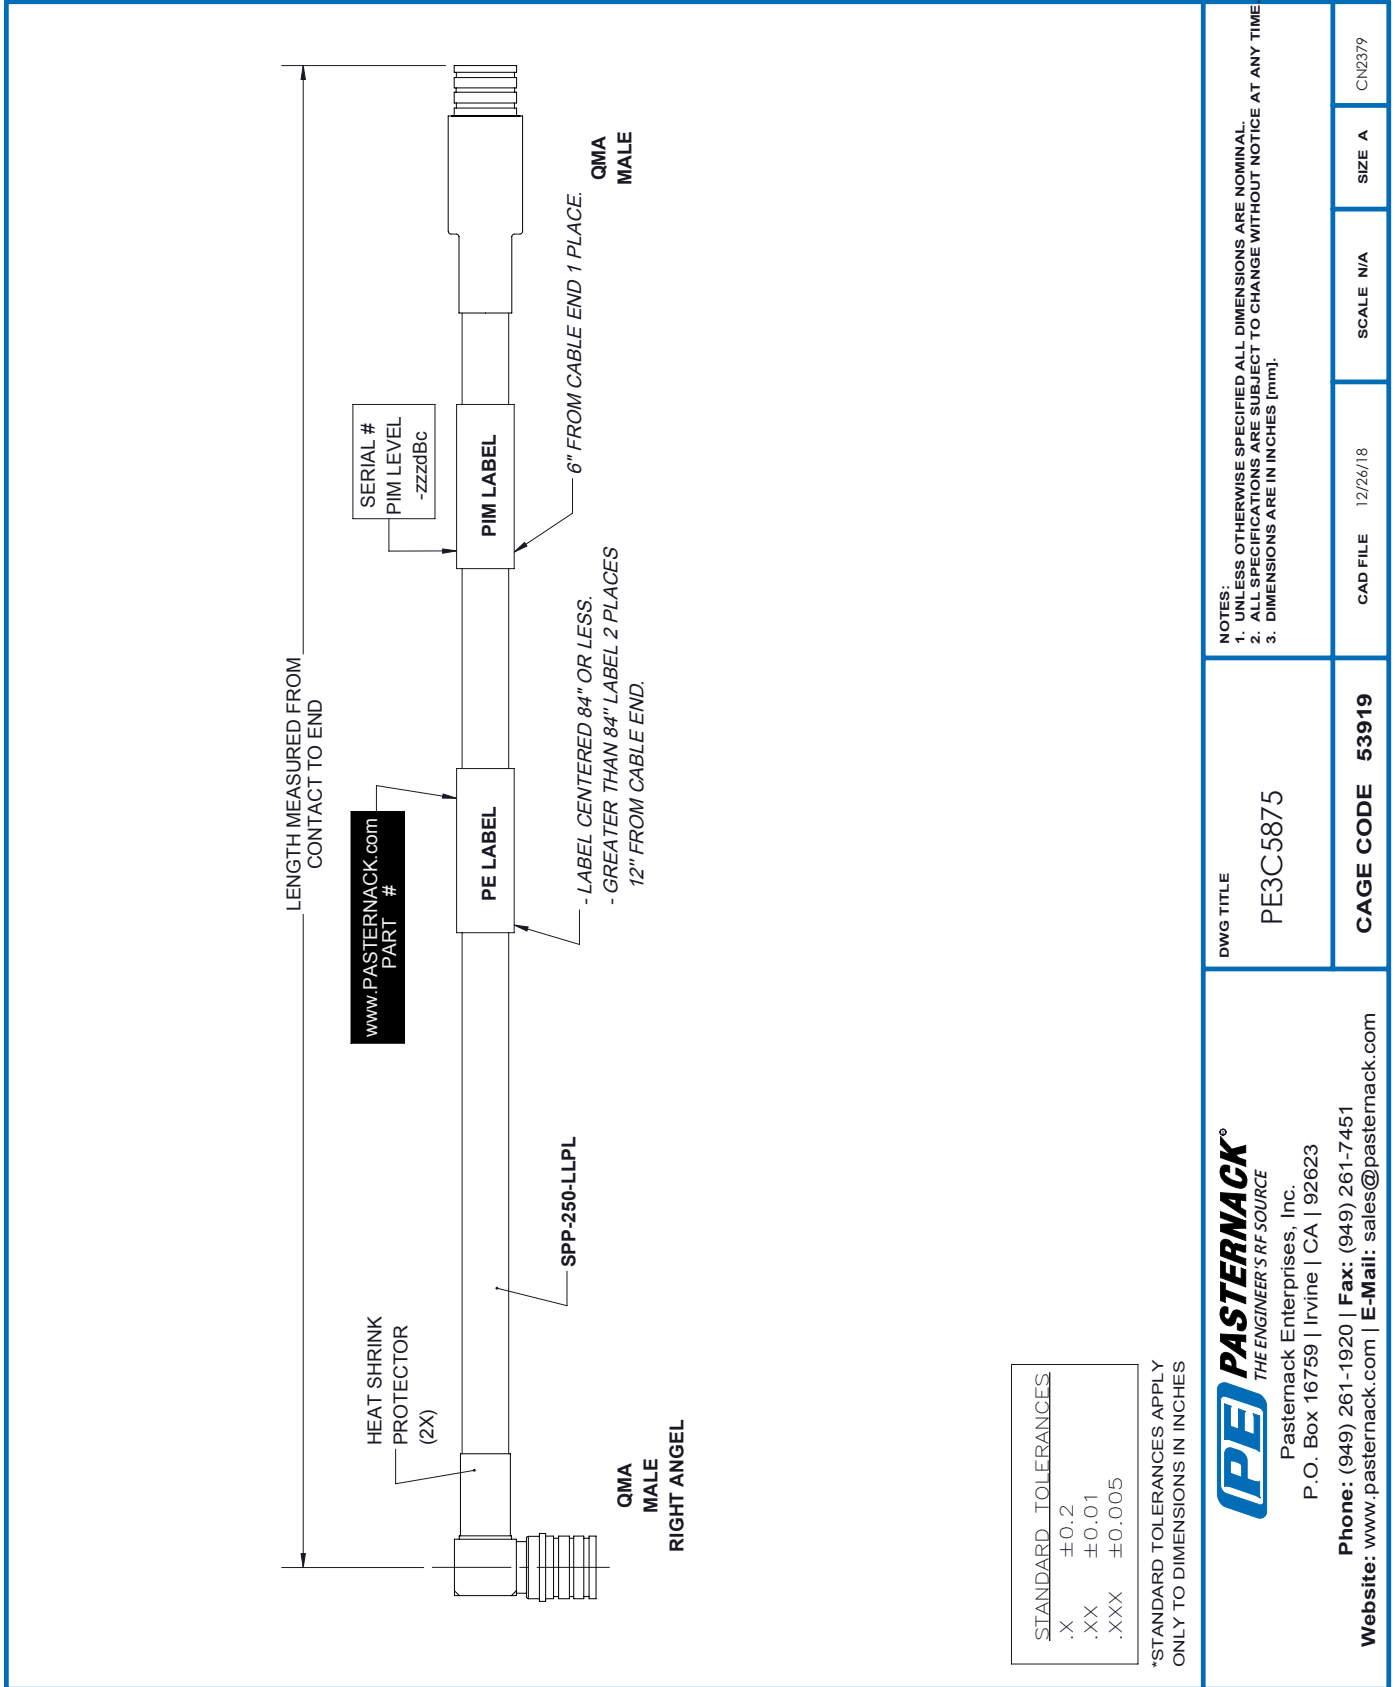 LENGTH MEASURED FROM
CONTACT TO END
www.PASTERNACK.com
PART #
SERIAL #
PIM LEVEL
-zzzdBc
HEAT SHRINK
PROTECTOR
(2X)
PE LABEL
PIM LABEL
QMA
MALE
6" FROM CABLE END 1 PLACE.
- LABEL CENTERED 84" OR LESS.
- GREATER THAN 84" LABEL 2 PLACES
12" FROM CABLE END.
SPP-250-LLPL
QMA
MALE
RIGHT ANGEL
STANDARD TOLERANCES
.X ±0.2
.XX ±0.01
.XXX ±0.005
*STANDARD TOLERANCES APPLY
ONLY TO DIMENSIONS IN INCHES
PE PASTERNACK®
THE ENGINEER'S RF SOURCE
Pasternack Enterprises, Inc.
P.O. Box 16759 | Irvine | CA | 92623
Phone: (949) 261-1920 | Fax: (949) 261-7451
Website: www.pasternack.com | E-Mail: sales@pasternack.com
DWG TITLE
PE3C5875
CAGE CODE 53919
NOTES:
1. UNLESS OTHERWISE SPECIFIED ALL DIMENSIONS ARE NOMINAL.
2. ALL SPECIFICATIONS ARE SUBJECT TO CHANGE WITHOUT NOTICE AT ANY TIME.
3. DIMENSIONS ARE IN INCHES [mm].
CAD FILE 12/26/18
SCALE N/A
SIZE A
CN2379